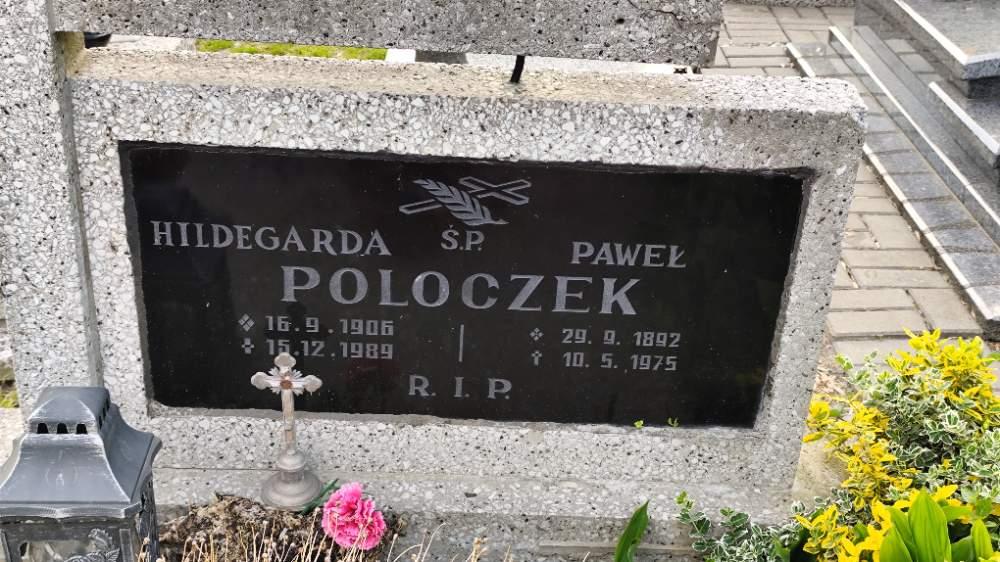 HILDEGARDA Ś.P. PAWEŁ
POLOCZEK
16.9.1906 29.9.1892
15.12.1989 10.5.1975
R.I.P.